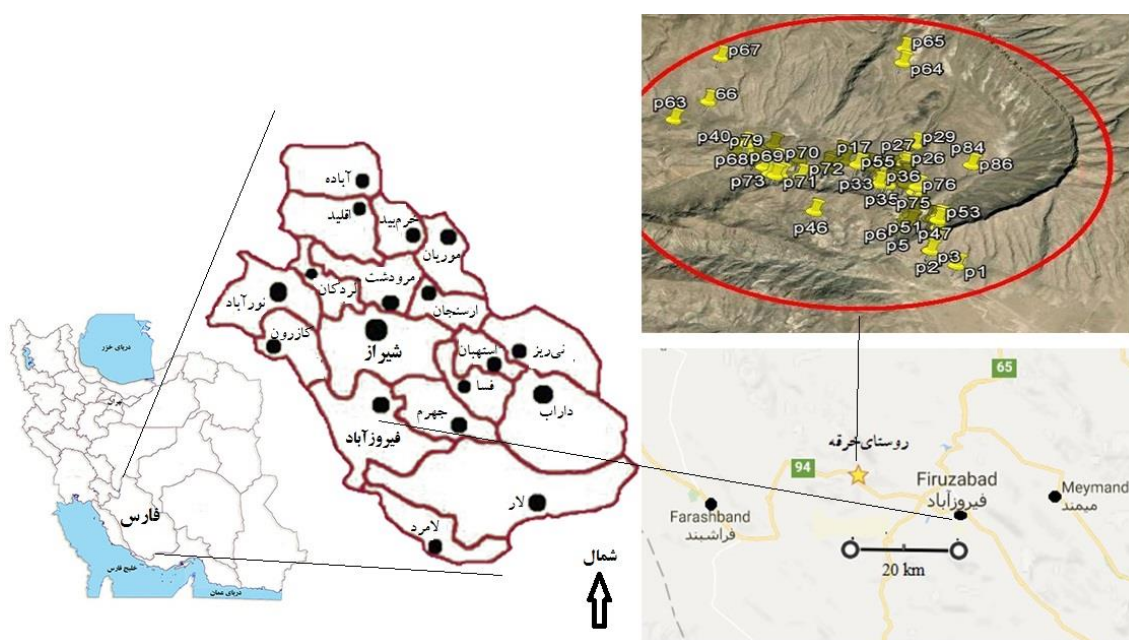 دریای خزر
تهران
فارس
خلیج فارس
دریای عمان
آباده
اقلید
خرم‌بید
موریان
مرودشت
اردکان
نورآباد
ارسنجان
کازرون
شیراز
استهبان
نی‌ریز
فسا
داراب
جهرم
فیروزآباد
لار
لامرد
شمال
p67
p65
p64
66
p63
p40
p79
p70
p17
p27
p29
p84
p68
p69
p55
p26
p86
p73
p71
p72
p33
p36
p76
p35
p75
p46
p6
p51
p53
p5
p47
p2
p3
p1
65
روستای خرقه
94
Firuzabad
فیروزآباد
Meymand
میمند
Farashband
فراشبند
20 km